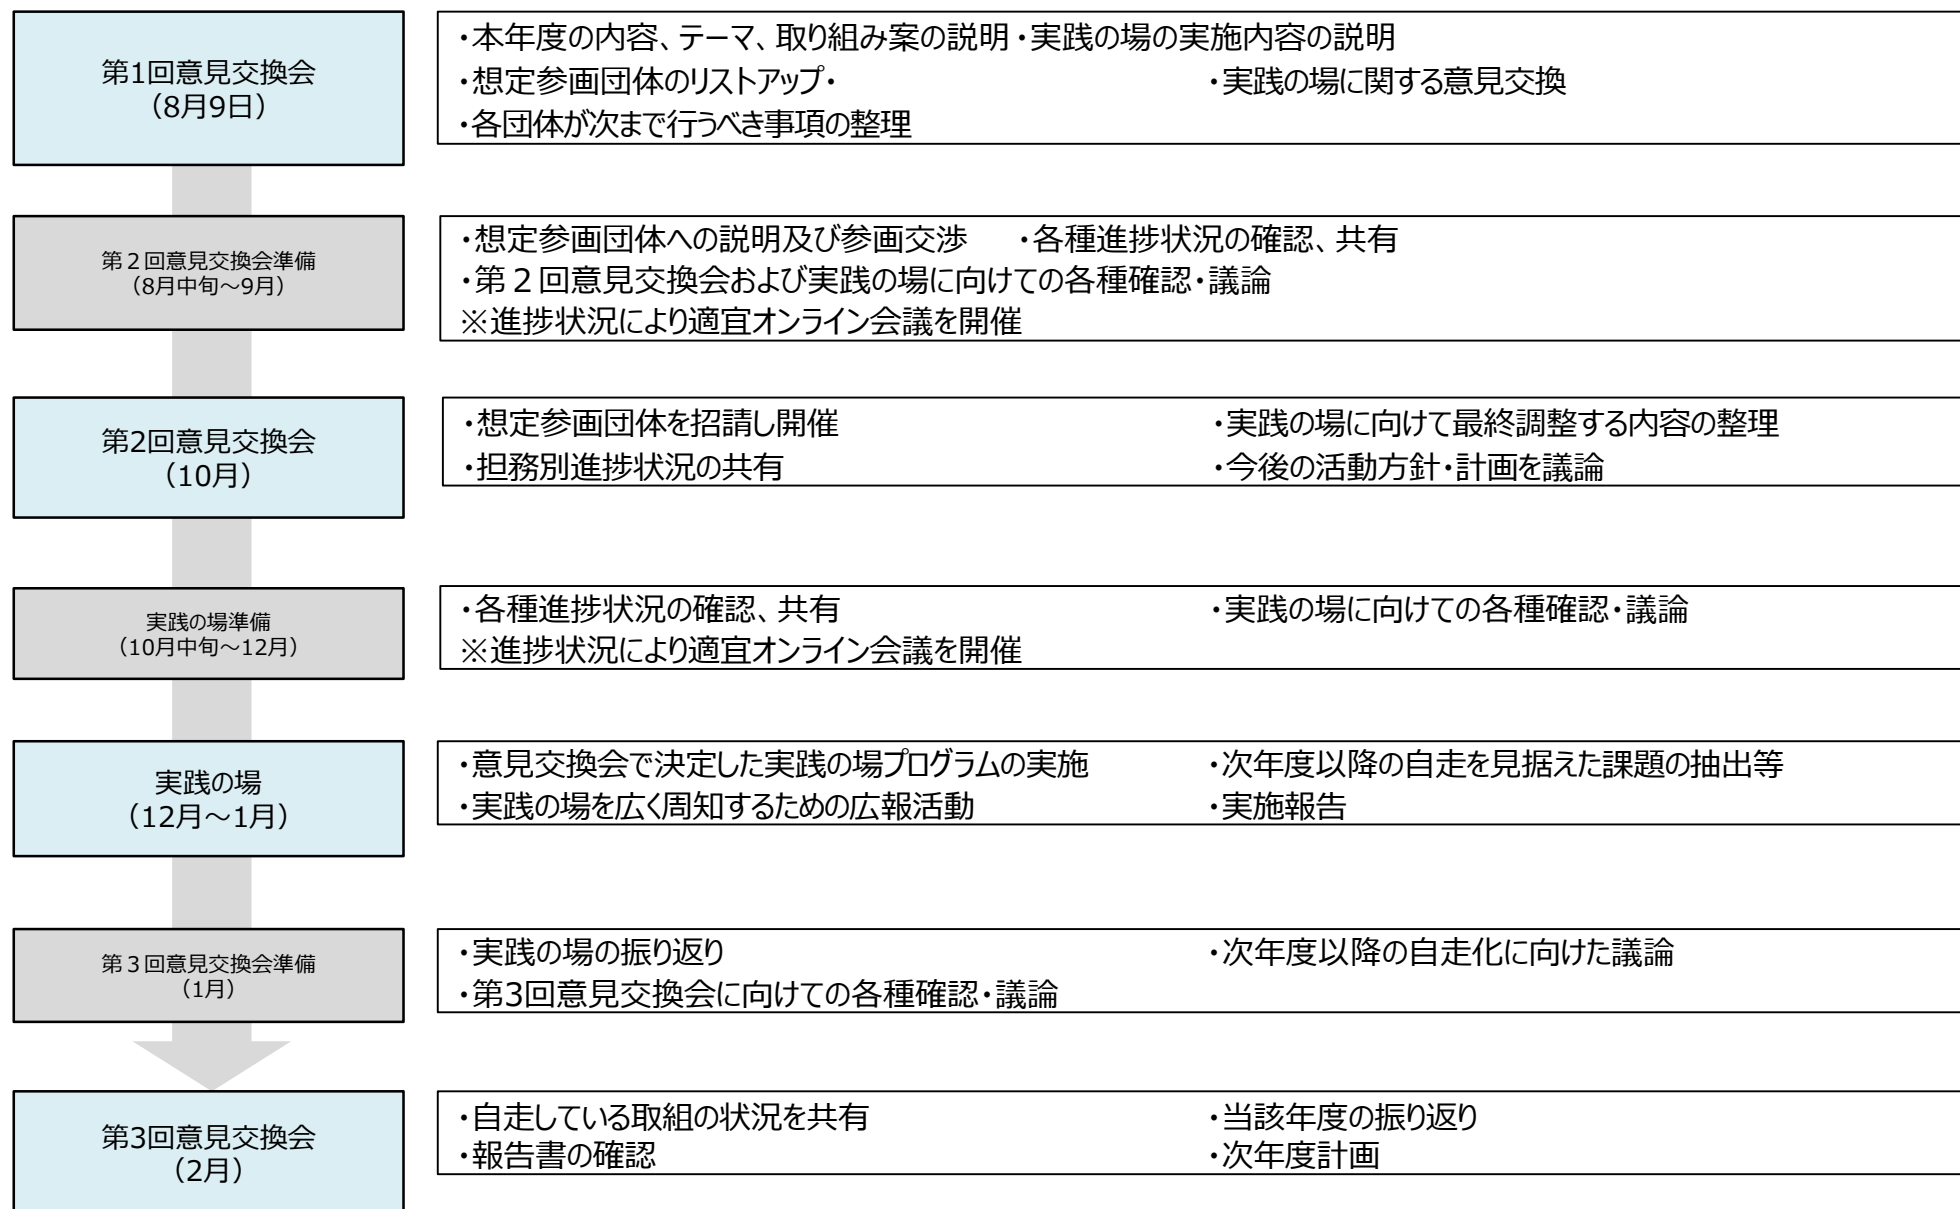 第1回意見交換会
（8月9日）
・本年度の内容、テーマ、取り組み案の説明・実践の場の実施内容の説明
・想定参画団体のリストアップ・ ・実践の場に関する意見交換
・各団体が次まで行うべき事項の整理
第２回意見交換会準備
（8月中旬～9月）
・想定参画団体への説明及び参画交渉 ・各種進捗状況の確認、共有
・第２回意見交換会および実践の場に向けての各種確認・議論
※進捗状況により適宜オンライン会議を開催
第2回意見交換会
（10月）
・想定参画団体を招請し開催 ・実践の場に向けて最終調整する内容の整理
・担務別進捗状況の共有 ・今後の活動方針・計画を議論
実践の場準備
（10月中旬～12月）
・各種進捗状況の確認、共有 ・実践の場に向けての各種確認・議論
※進捗状況により適宜オンライン会議を開催
実践の場
（12月～1月）
・意見交換会で決定した実践の場プログラムの実施 ・次年度以降の自走を見据えた課題の抽出等
・実践の場を広く周知するための広報活動 ・実施報告
第３回意見交換会準備
（1月）
・実践の場の振り返り ・次年度以降の自走化に向けた議論
・第3回意見交換会に向けての各種確認・議論
第3回意見交換会
（2月）
・自走している取組の状況を共有 ・当該年度の振り返り
・報告書の確認 ・次年度計画